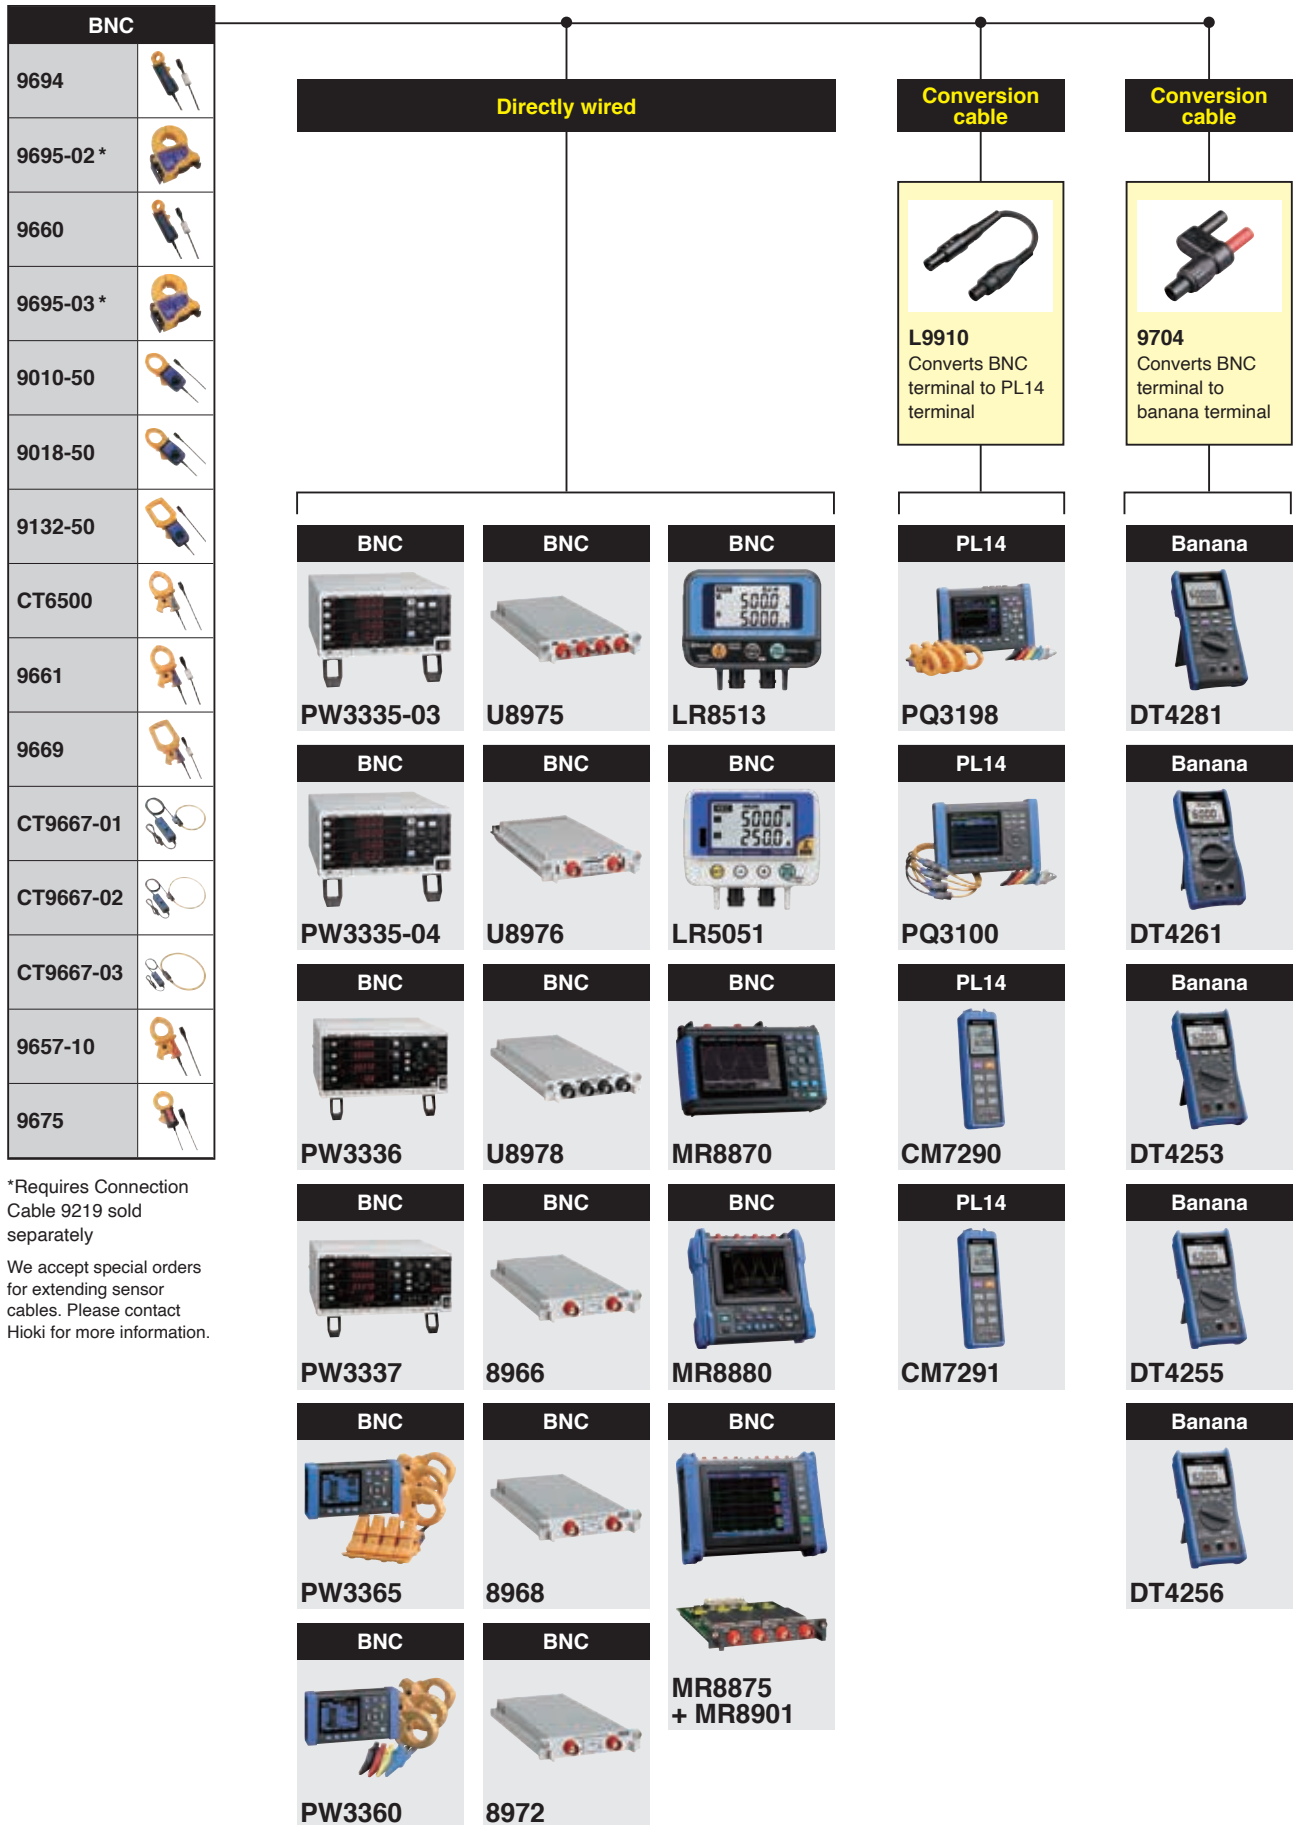 BNC
9694
9695-02 *
9660
9695-03 *
9010-50
9018-50
9132-50
CT6500
9661
9669
CT9667-01
CT9667-02
CT9667-03
9657-10
9675
*Requires Connection
Cable 9219 sold
separately
We accept special orders
for extending sensor
cables. Please contact
Hioki for more information.
Directly wired
BNC
PW3335-03
BNC
U8975
BNC
LR8513
BNC
PW3335-04
BNC
U8976
BNC
LR5051
BNC
PW3336
BNC
U8978
BNC
MR8870
BNC
PW3337
BNC
8966
BNC
MR8880
BNC
PW3365
BNC
8968
BNC
MR8875
+ MR8901
BNC
PW3360
BNC
8972
Conversion
cable
L9910
Converts BNC
terminal to PL14
terminal
PL14
PQ3198
PL14
PQ3100
PL14
CM7290
PL14
CM7291
Conversion
cable
9704
Converts BNC
terminal to
banana terminal
Banana
DT4281
Banana
DT4261
Banana
DT4253
Banana
DT4255
Banana
DT4256